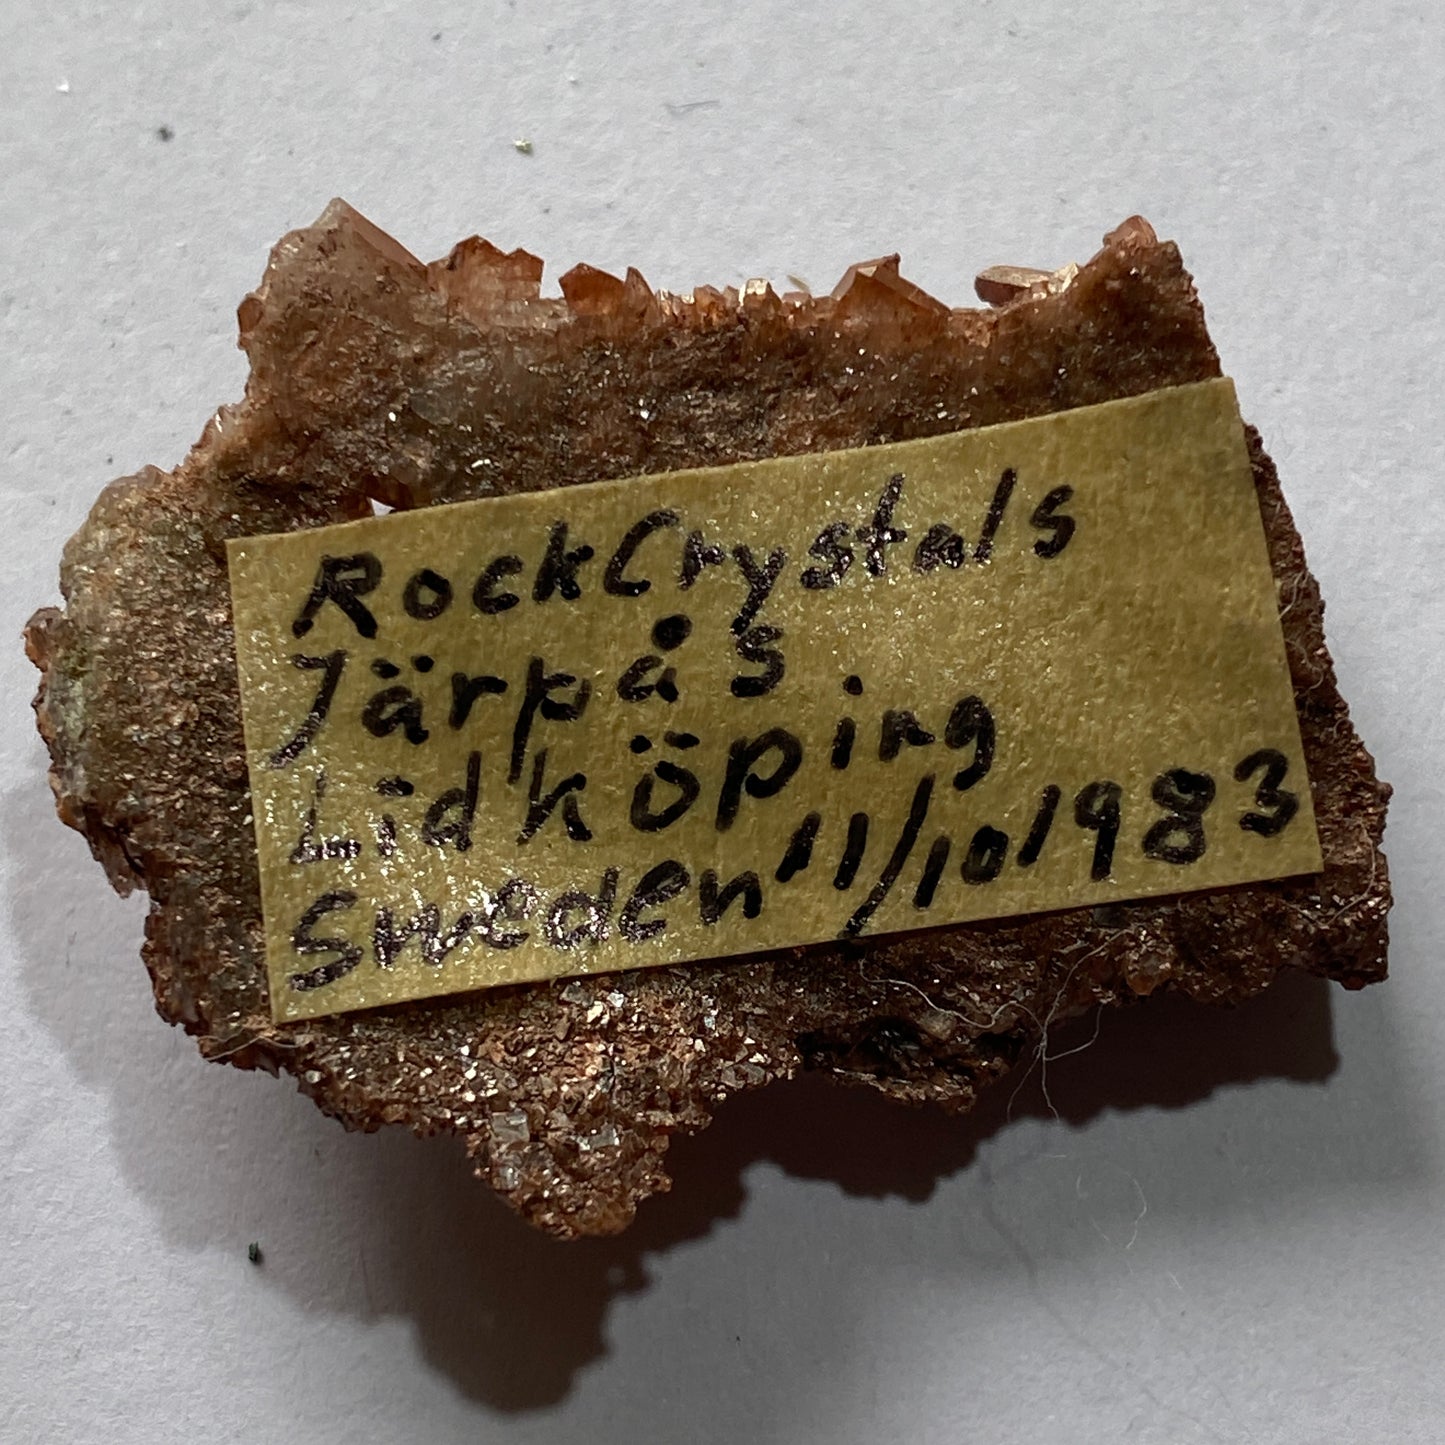 RockCrystals
Järpås
Lidköping
Sweden 11/10 1983